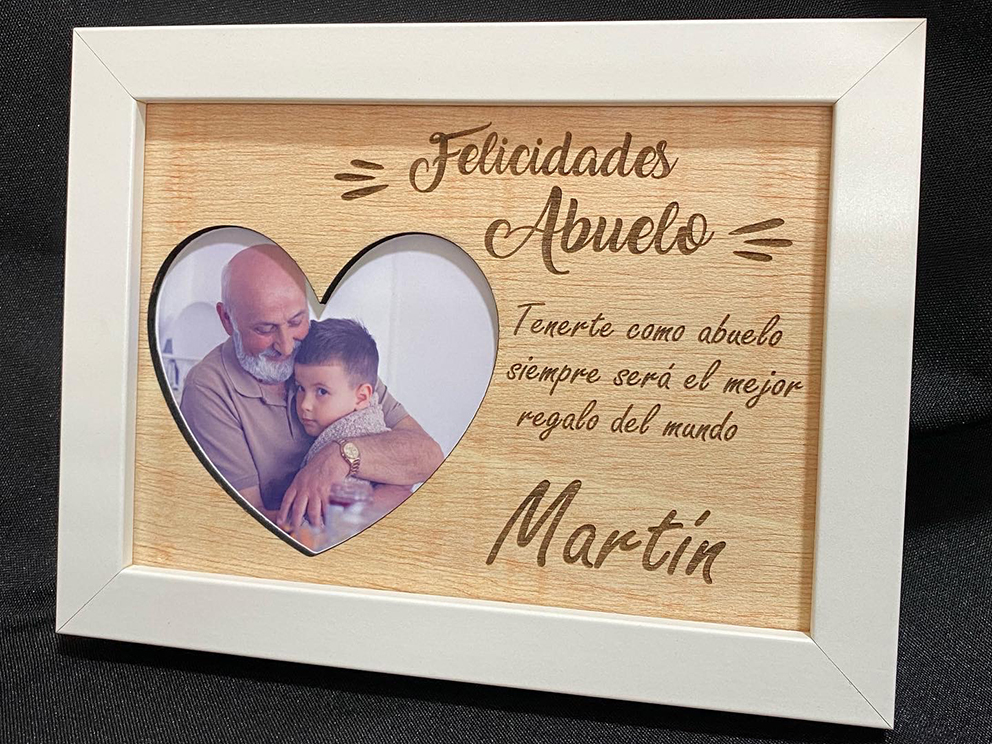 Felicidades
Abuelo
Tenerte como abuelo
siempre será el mejor
regalo del mundo
Martín